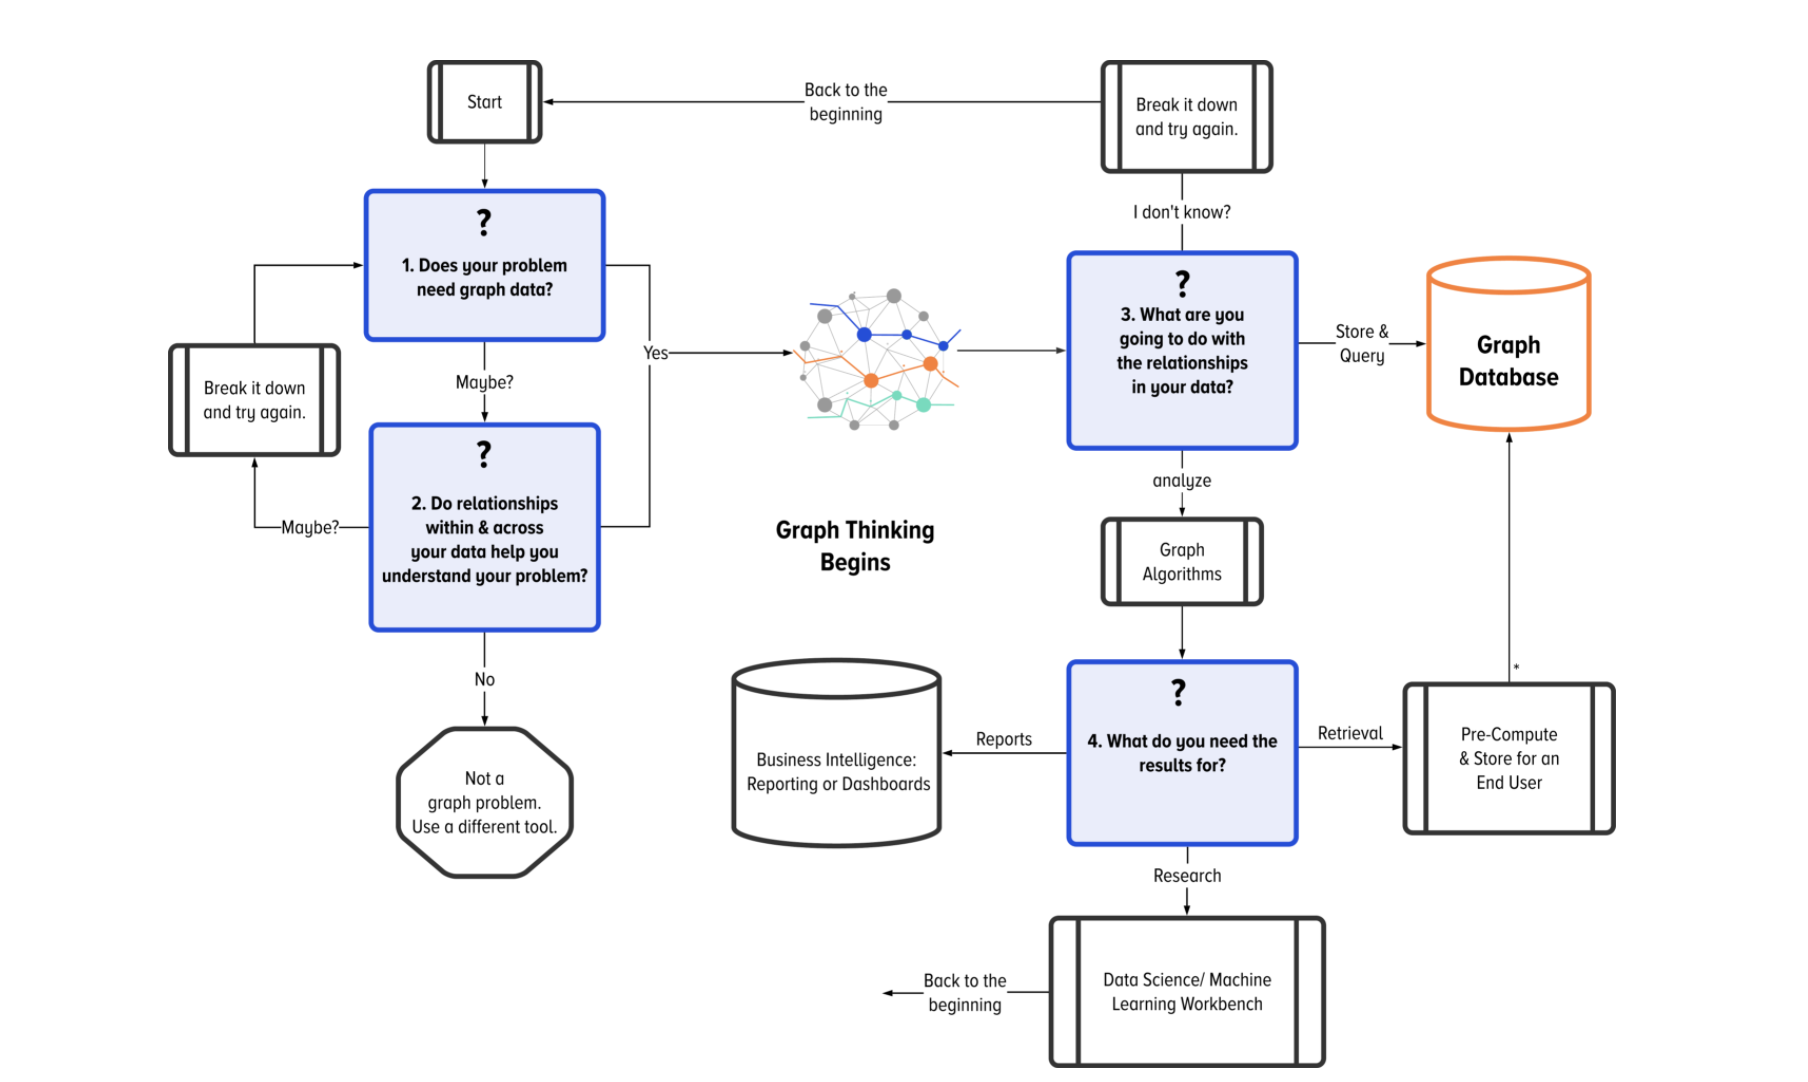 Start
Back to the
beginning
Break it down
and try again.
I don't know?
?
1. Does your problem
need graph data?
Yes
Maybe?
Break it down
and try again.
?
2. Do relationships
within & across
your data help you
understand your problem?
Maybe?
No
Not a
graph problem.
Use a different tool.
Graph Thinking
Begins
?
3. What are you
going to do with
the relationships
in your data?
Store &
Query
Graph
Database
analyze
Graph
Algorithms
?
4. What do you need the
results for?
Reports
Business Intelligence:
Reporting or Dashboards
Retrieval
*
Pre-Compute
& Store for an
End User
Research
Data Science/ Machine
Learning Workbench
Back to the
beginning